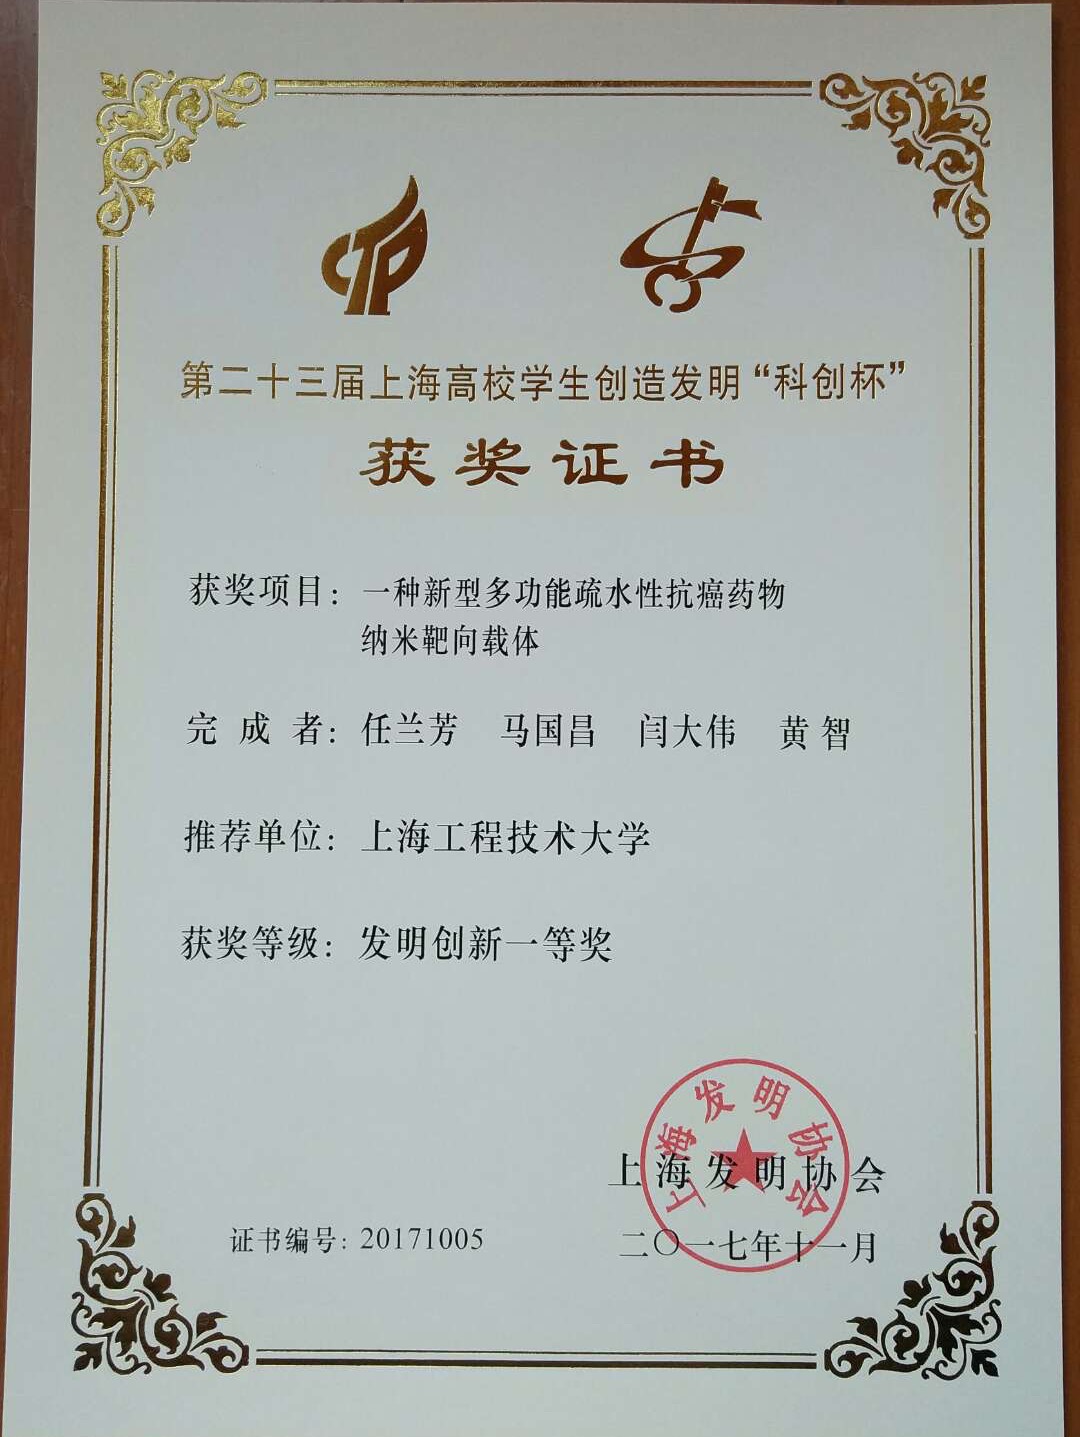 第二十三届上海高校学生创造发明“科创杯”
获奖证书
获奖项目：一种新型多功能疏水性抗癌药物
纳米靶向载体
完成者：任兰芳 马国昌 闫大伟 黄智
推荐单位：上海工程技术大学
获奖等级：发明创新一等奖
上海发明协会
上海发明协会
证书编号：20171005
二〇一七年十一月